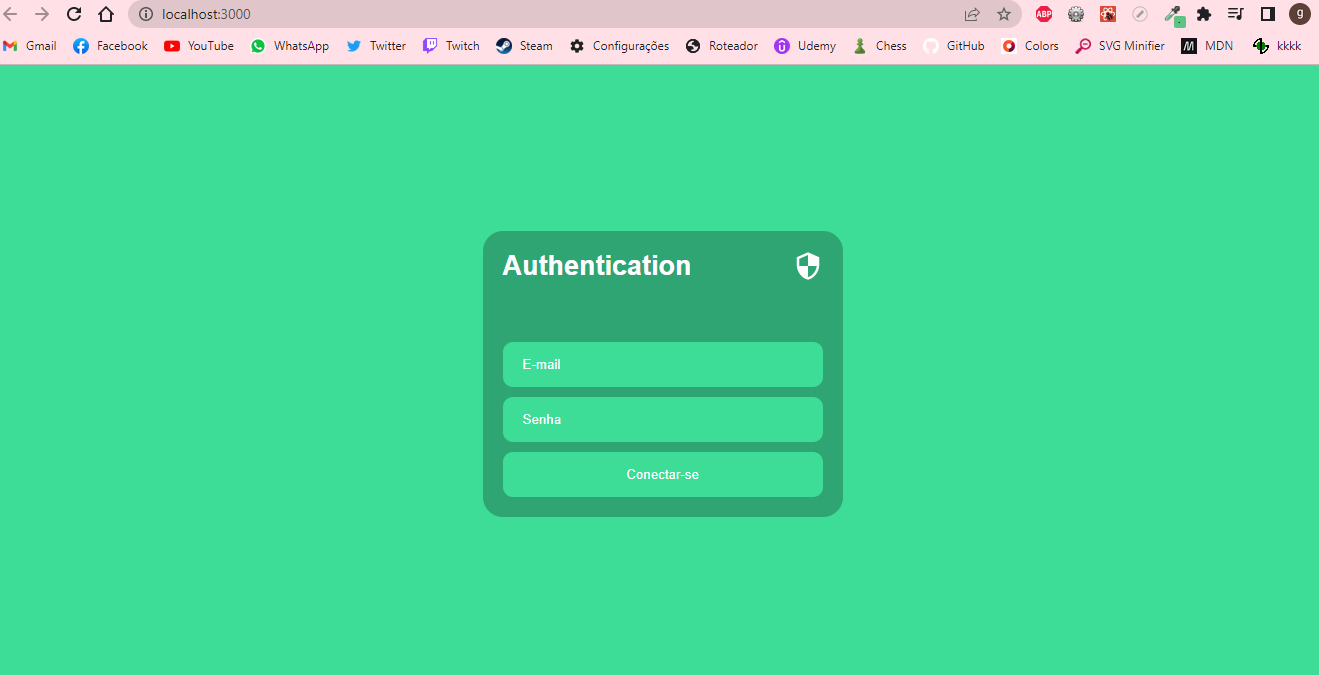 localhost:3000
ABP
g
Gmail Facebook YouTube WhatsApp Twitter Twitch Steam Configurações Roteador Udemy Chess GitHub Colors SVG Minifier M MDN kkkk
Authentication
E-mail
Senha
Conectar-se